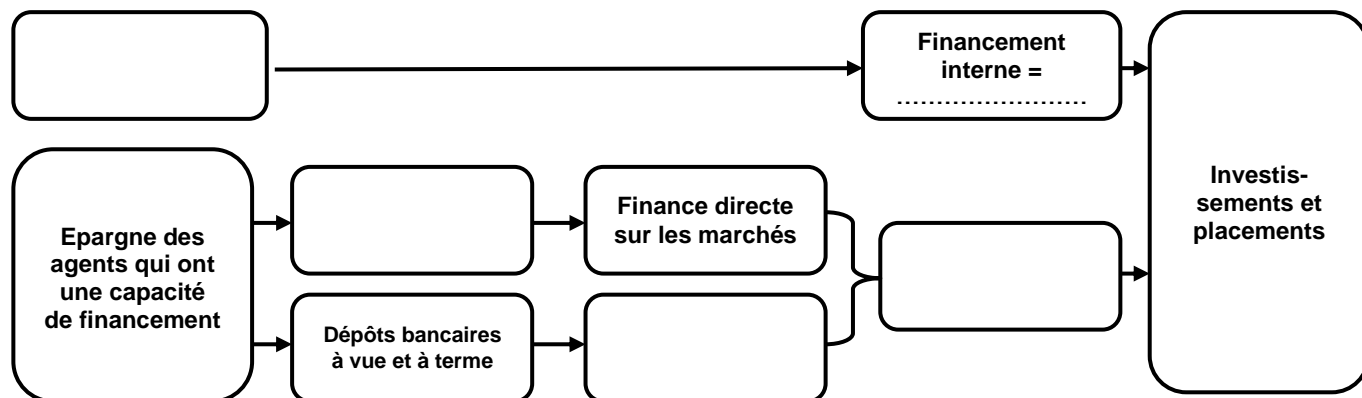 Financement
interne =
………………………
Epargne des
agents qui ont
une capacité
de financement
Finance directe
sur les marchés
Dépôts bancaires
à vue et à terme
Investis-
sements et
placements